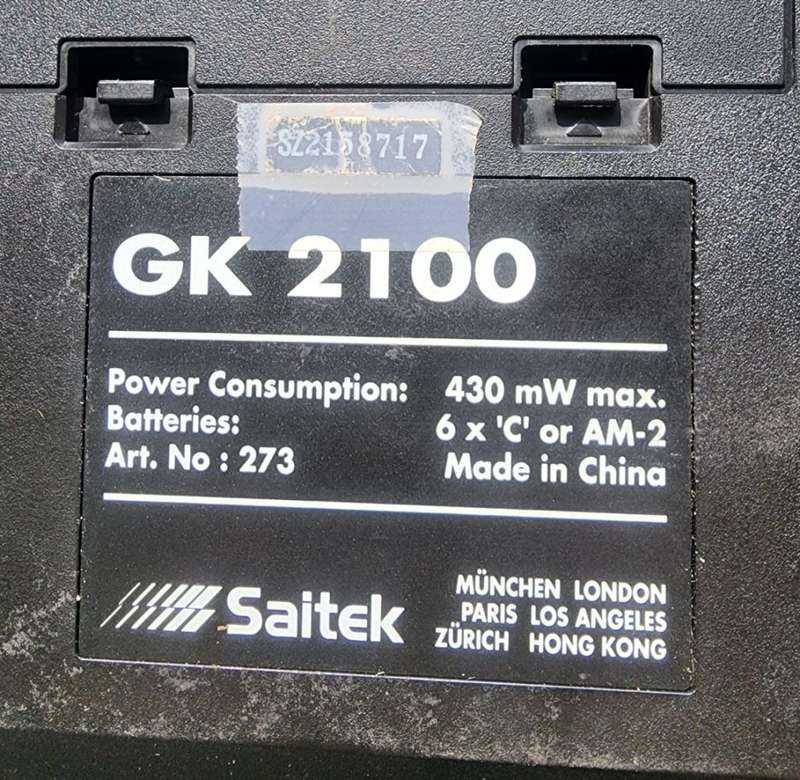 SZ2158717
GK 2100
Power Consumption: 430 mW max.
Batteries: 6 x 'C' or AM-2
Art. No : 273 Made in China
Saitek
MÜNCHEN LONDON
PARIS LOS ANGELES
ZÜRICH HONG KONG